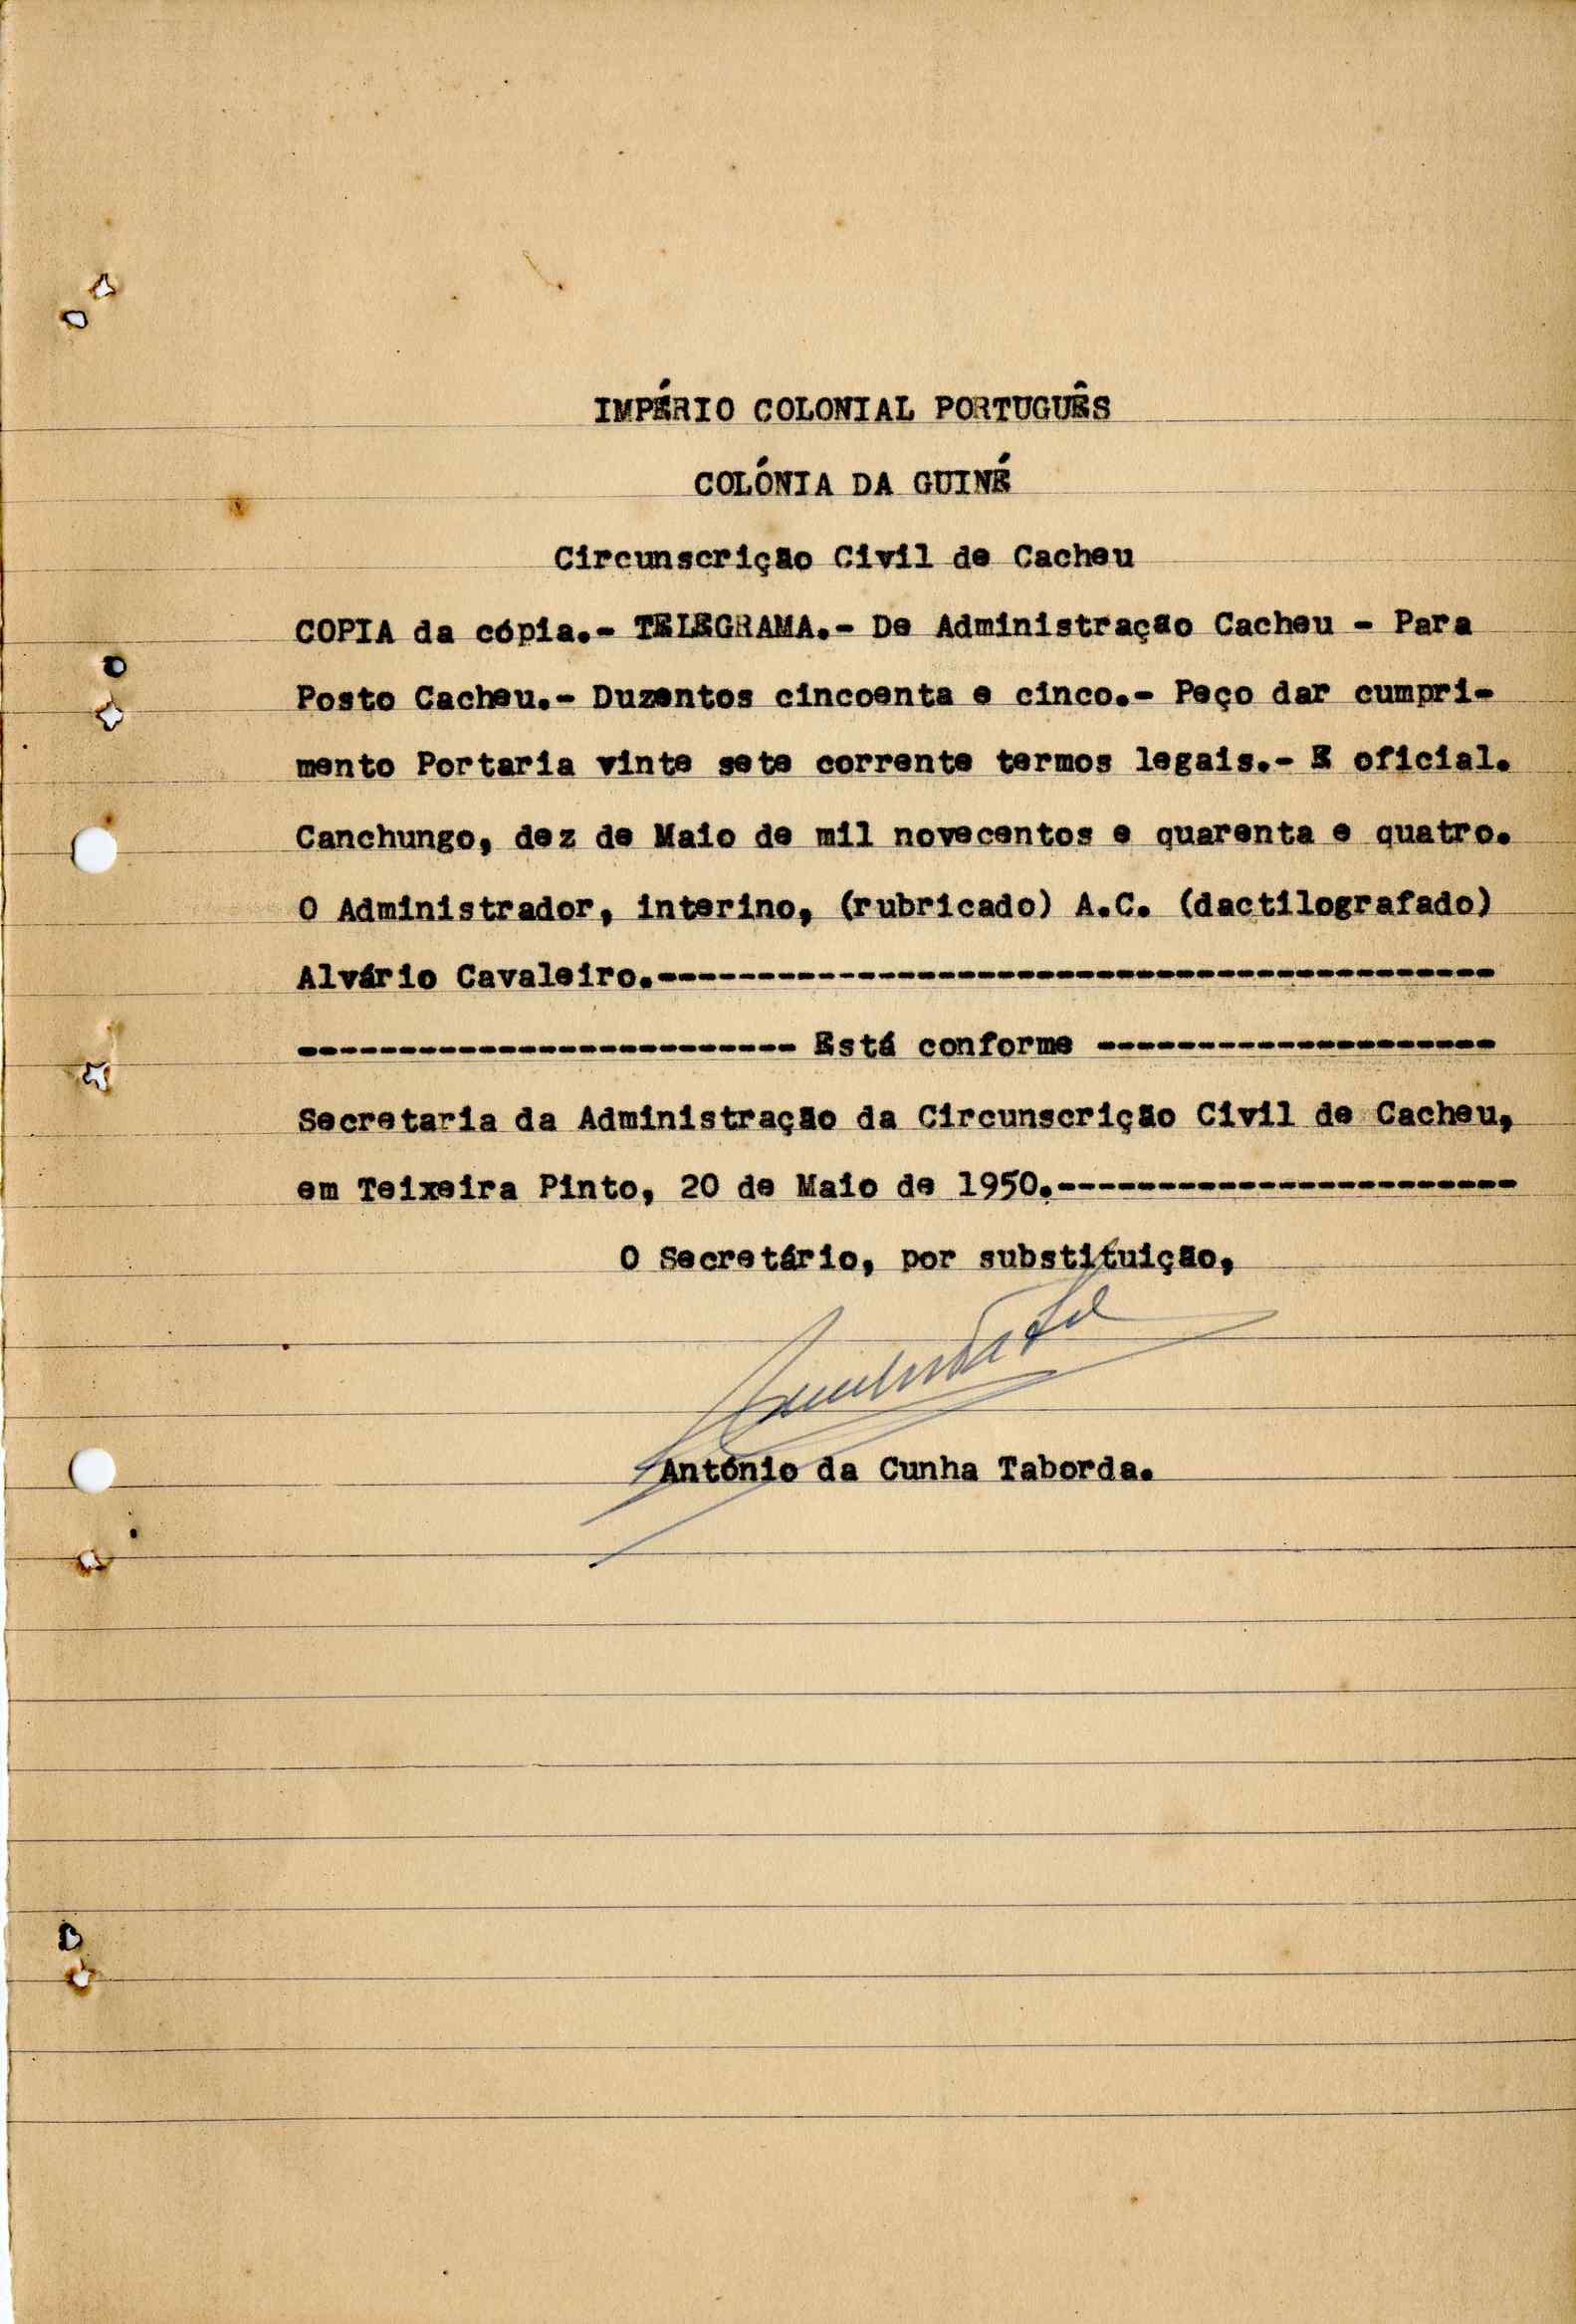 IMPÉRIO COLONIAL PORTUGUÊS
COLÓNIA DA GUINÉ
Circunscrição Civil de Cacheu
COPIA da cópia.- TELEGRAMA.- De Administração Cacheu - Para
Posto Cacheu.- Duzentos cincoenta e cinco.- Peço dar cumpri-
mento Portaria vinte sete corrente termos legais.- E oficial.
Canchungo, dez de Maio de mil novecentos e quarenta e quatro.
O Administrador, interino, (rubricado) A.C. (dactilografado)
Alvário Cavaleiro.------------------------------------------
------------------------- Está conforme --------------------
Secretaria da Administração da Circunscrição Civil de Cacheu,
em Teixeira Pinto, 20 de Maio de 1950.-----------------------
O Secretário, por substituição,
António da Cunha Taborda.